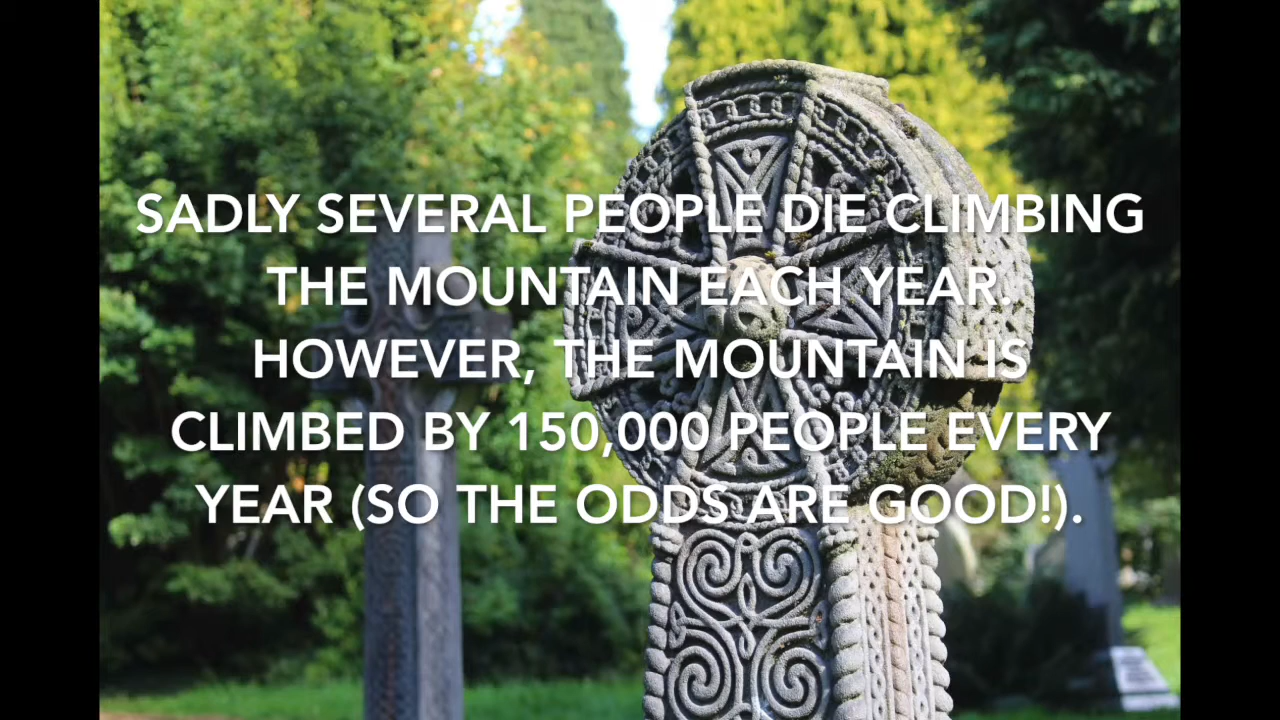 SADLY SEVERAL PEOPLE DIE CLIMBING
THE MOUNTAIN EACH YEAR.
HOWEVER, THE MOUNTAIN IS
CLIMBED BY 150,000 PEOPLE EVERY
YEAR (SO THE ODDS ARE GOOD!).